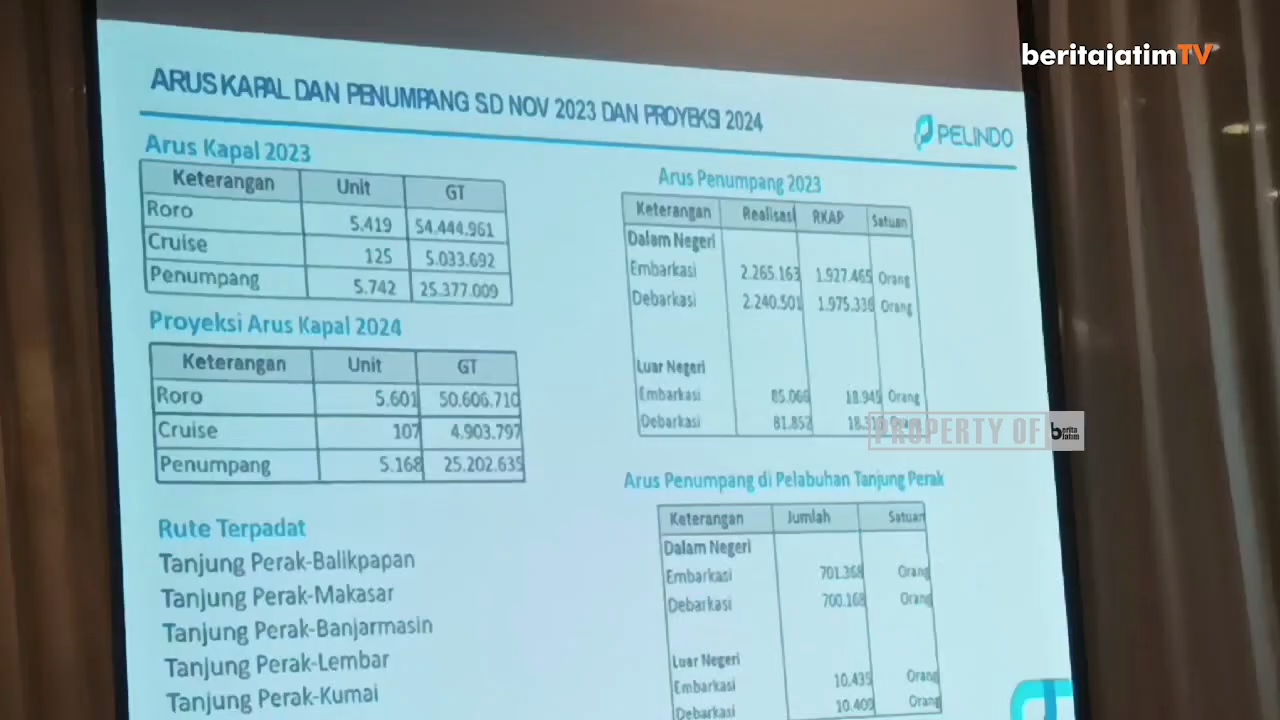 beritajatimTV
ARUS KAPAL DAN PENUMPANG S.D NOV 2023 DAN PROYEKSI 2024
PELINDO
Arus Kapal 2023
Keterangan Unit GT
Roro 5.419 54.444.961
Cruise 125 5.033.692
Penumpang 5.742 25.377.009
Proyeksi Arus Kapal 2024
Keterangan Unit GT
Roro 5.601 50.606.710
Cruise 107 4.903.797
Penumpang 5.168 25.202.635
Rute Terpadat
Tanjung Perak-Balikpapan
Tanjung Perak-Makasar
Tanjung Perak-Banjarmasin
Tanjung Perak-Lembar
Tanjung Perak-Kumai
Arus Penumpang 2023
Keterangan Realisasi RKAP Satuan
Dalam Negeri
Embarkasi 2.265.163 1.927.465 Orang
Debarkasi 2.240.501 1.975.336 Orang
Luar Negeri
Embarkasi 85.066 18.945 Orang
Debarkasi 81.852
PROPERTY OF berita jatim
Arus Penumpang di Pelabuhan Tanjung Perak
Keterangan Jumlah Satuan
Dalam Negeri
Embarkasi 701.368 Orang
Debarkasi 700.168 Orang
Luar Negeri
Embarkasi 10.435 Orang
Debarkasi 10.409 Orang